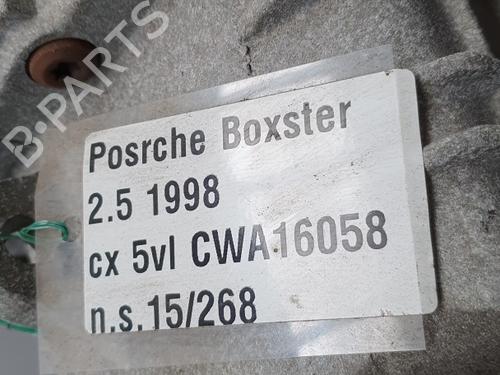 B-PARTS
Posrche Boxster
2.5 1998
cx 5vl CWA16058
n.s.15/268